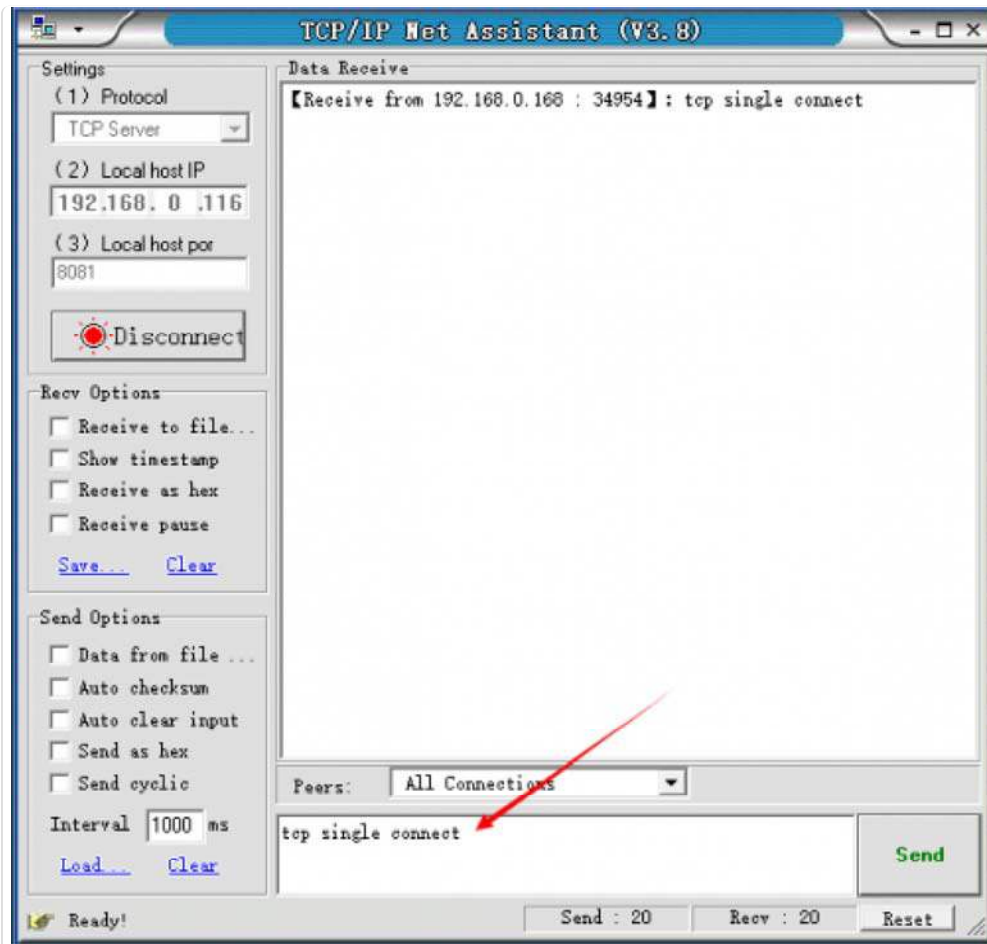 TCP/IP Net Assistant (V3.8)
Settings
(1) Protocol
TCP Server
(2) Local host IP
192.168. 0 .116
(3) Local host por
8081
Disconnect
Recv Options
Receive to file...
Show timestamp
Receive as hex
Receive pause
Save... Clear
Send Options
Data from file ...
Auto checksum
Auto clear input
Send as hex
Send cyclic
Interval 1000 ms
Load... Clear
Data Receive
【Receive from 192.168.0.168 : 34954】: tcp single connect
Peers: All Connections
tcp single connect
Send
Ready!
Send : 20 Recv : 20 Reset